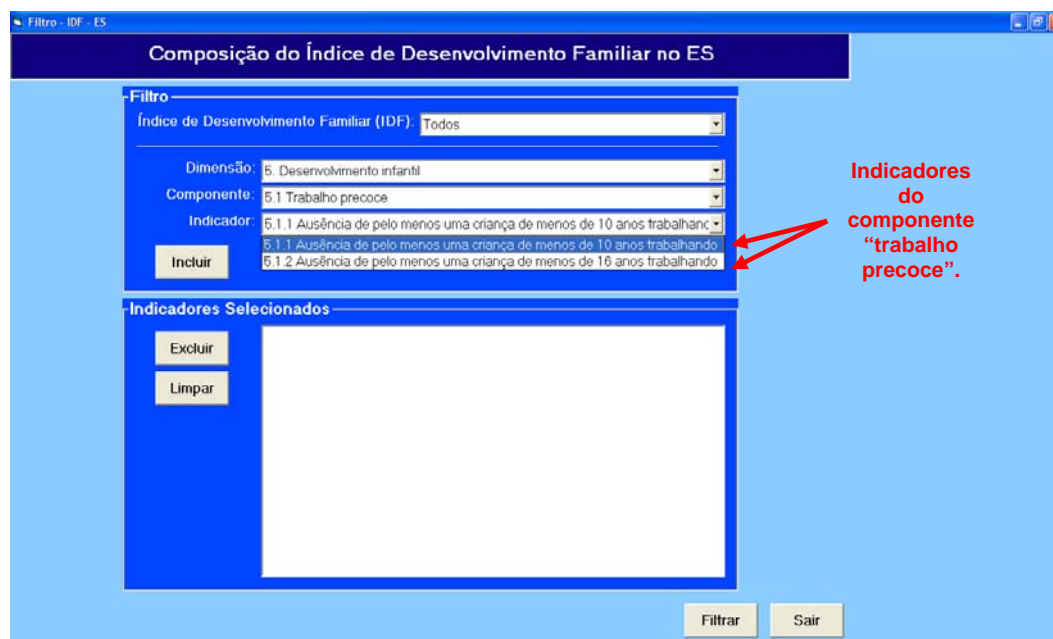 Filtro - IDF - ES
Composição do Índice de Desenvolvimento Familiar no ES
Filtro
Índice de Desenvolvimento Familiar (IDF): Todos
Dimensão: 5. Desenvolvimento infantil
Componente: 5.1 Trabalho precoce
Indicador: 5.1.1 Ausência de pelo menos uma criança de menos de 10 anos trabalhanc
5.1.1 Ausência de pelo menos uma criança de menos de 10 anos trabalhando
5.1.2 Ausência de pelo menos uma criança de menos de 16 anos trabalhando
Incluir
Indicadores
do
componente
“trabalho
precoce”.
Indicadores Selecionados
Excluir
Limpar
Filtrar
Sair